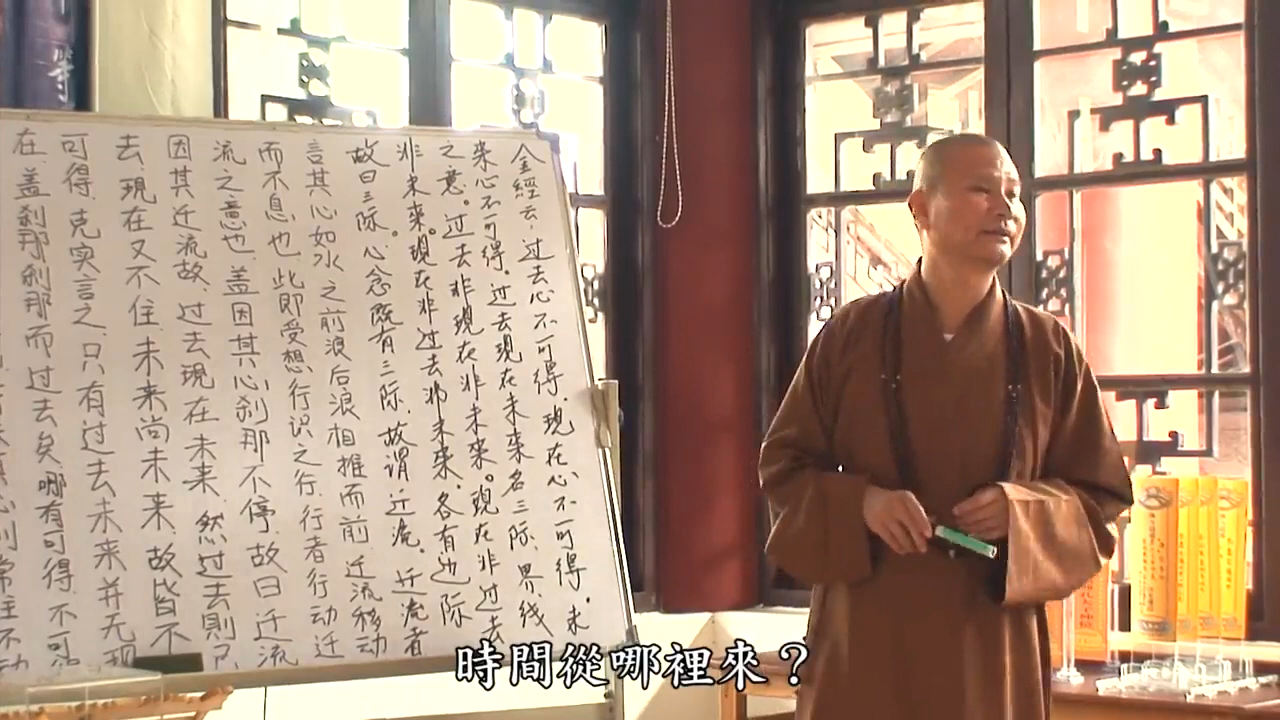 金經云：过去心不可得，现在心不可得，未
来心不可得。过去现在未来名三际，界线
之意。过去非现在非未来。现在非过去
非未来。现在非过去非未来，各有边际
故曰三际，心念既有三际，故谓迁流。迁流者
言其心如水之前浪后浪相推而前，迁流移动
而不息也，此即受想行识之行，行者行动迁
流之意也，盖因其心刹那不停，故曰迁流
因其迁流故，过去现在未来，然过去則已
去，現在又不住，未来尚未来，故皆不
可得，克实言之，只有过去未来并无现
在，盖刹那刹那而过去矣，哪有可得，不可
時間從哪裡來？